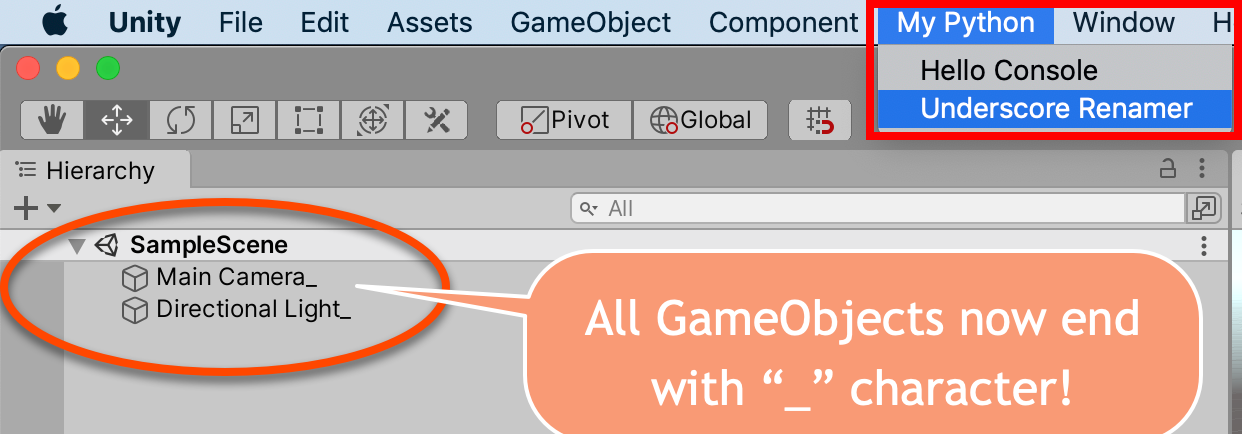 Unity File Edit Assets GameObject Component My Python Window H
Hello Console
Underscore Renamer
Pivot Global
Hierarchy
All
SampleScene
Main Camera_
Directional Light_
All GameObjects now end
with “_” character!